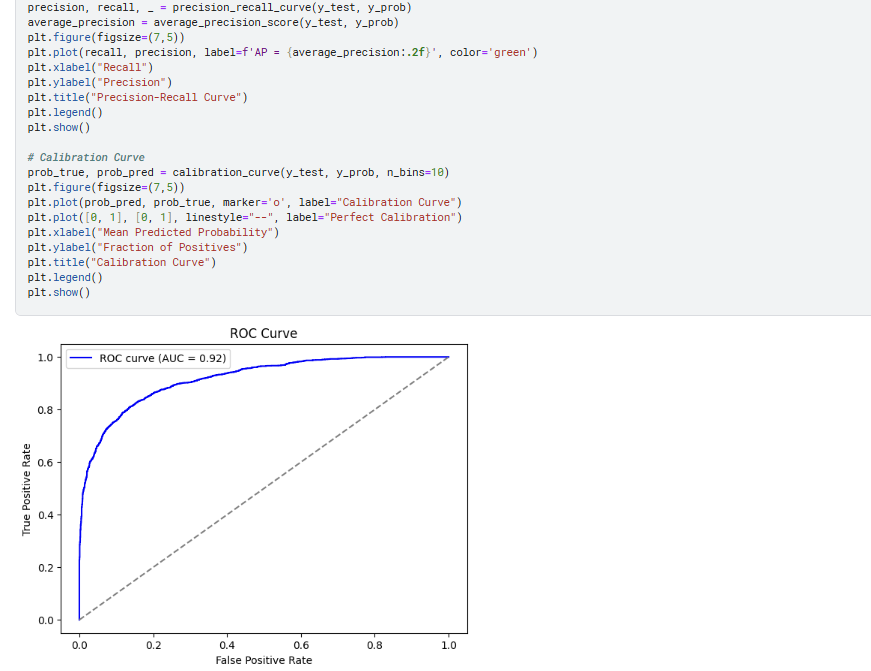 precision, recall, _ = precision_recall_curve(y_test, y_prob)
average_precision = average_precision_score(y_test, y_prob)
plt.figure(figsize=(7,5))
plt.plot(recall, precision, label=f'AP = {average_precision:.2f}', color='green')
plt.xlabel("Recall")
plt.ylabel("Precision")
plt.title("Precision-Recall Curve")
plt.legend()
plt.show()
# Calibration Curve
prob_true, prob_pred = calibration_curve(y_test, y_prob, n_bins=10)
plt.figure(figsize=(7,5))
plt.plot(prob_pred, prob_true, marker='o', label="Calibration Curve")
plt.plot([0, 1], [0, 1], linestyle="--", label="Perfect Calibration")
plt.xlabel("Mean Predicted Probability")
plt.ylabel("Fraction of Positives")
plt.title("Calibration Curve")
plt.legend()
plt.show()
ROC Curve
ROC curve (AUC = 0.92)
True Positive Rate
1.0
0.8
0.6
0.4
0.2
0.0
0.0 0.2 0.4 0.6 0.8 1.0
False Positive Rate